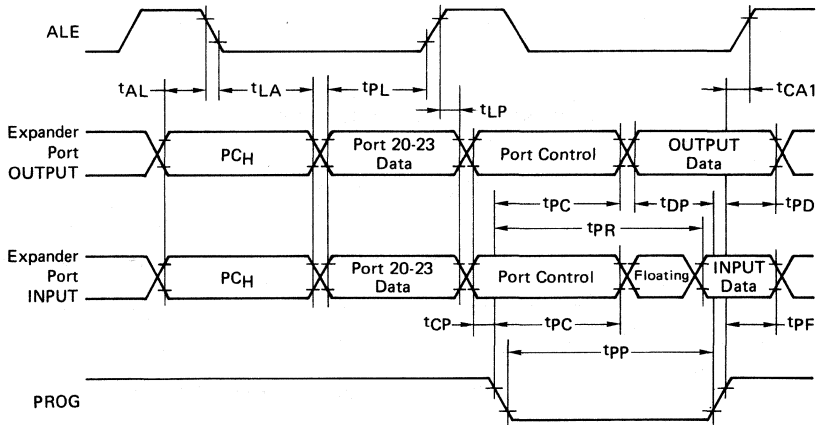 ALE
tAL tLA tPL tLP tCA1
Expander
Port
OUTPUT
PCH
Port 20-23
Data
Port Control
OUTPUT
Data
tPC tDP tPD
tPR
Expander
Port
INPUT
PCH
Port 20-23
Data
Port Control
Floating
INPUT
Data
tCP tPC tPF
tPP
PROG